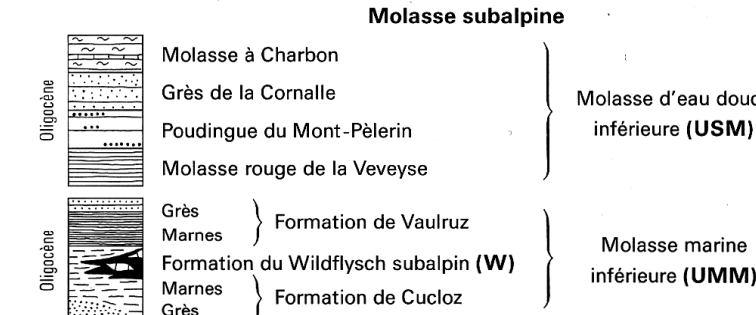 Molasse subalpine
Oligocène
Molasse à Charbon
Grès de la Cornalle
Poudingue du Mont-Pèlerin
Molasse rouge de la Veveyse
Molasse d'eau douc
inférieure (USM)
Oligocène
Grès
Marnes
Formation de Vaulruz
Formation du Wildflysch subalpin (W)
Marnes
Grès
Formation de Cucloz
Molasse marine
inférieure (UMM)